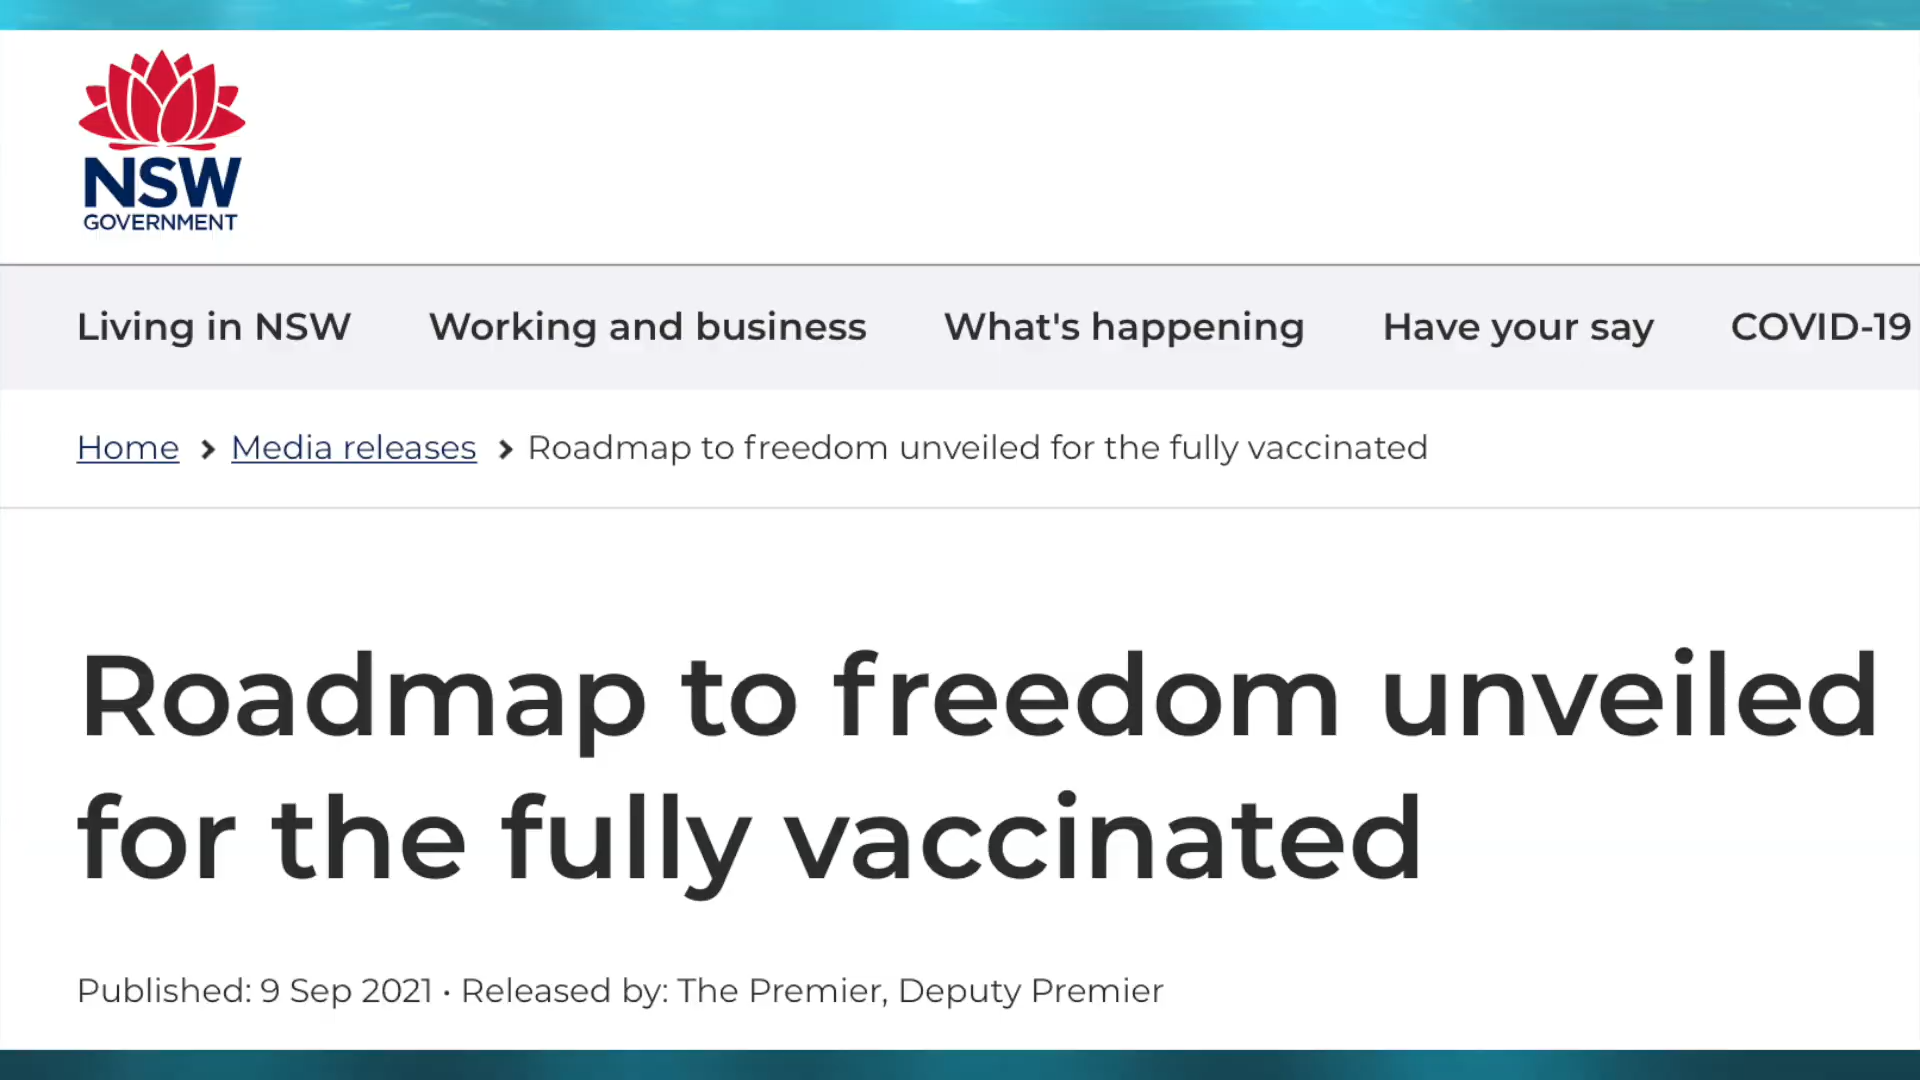 NSW
GOVERNMENT
Living in NSW Working and business What's happening Have your say COVID-19
Home > Media releases > Roadmap to freedom unveiled for the fully vaccinated
Roadmap to freedom unveiled
for the fully vaccinated
Published: 9 Sep 2021 · Released by: The Premier, Deputy Premier